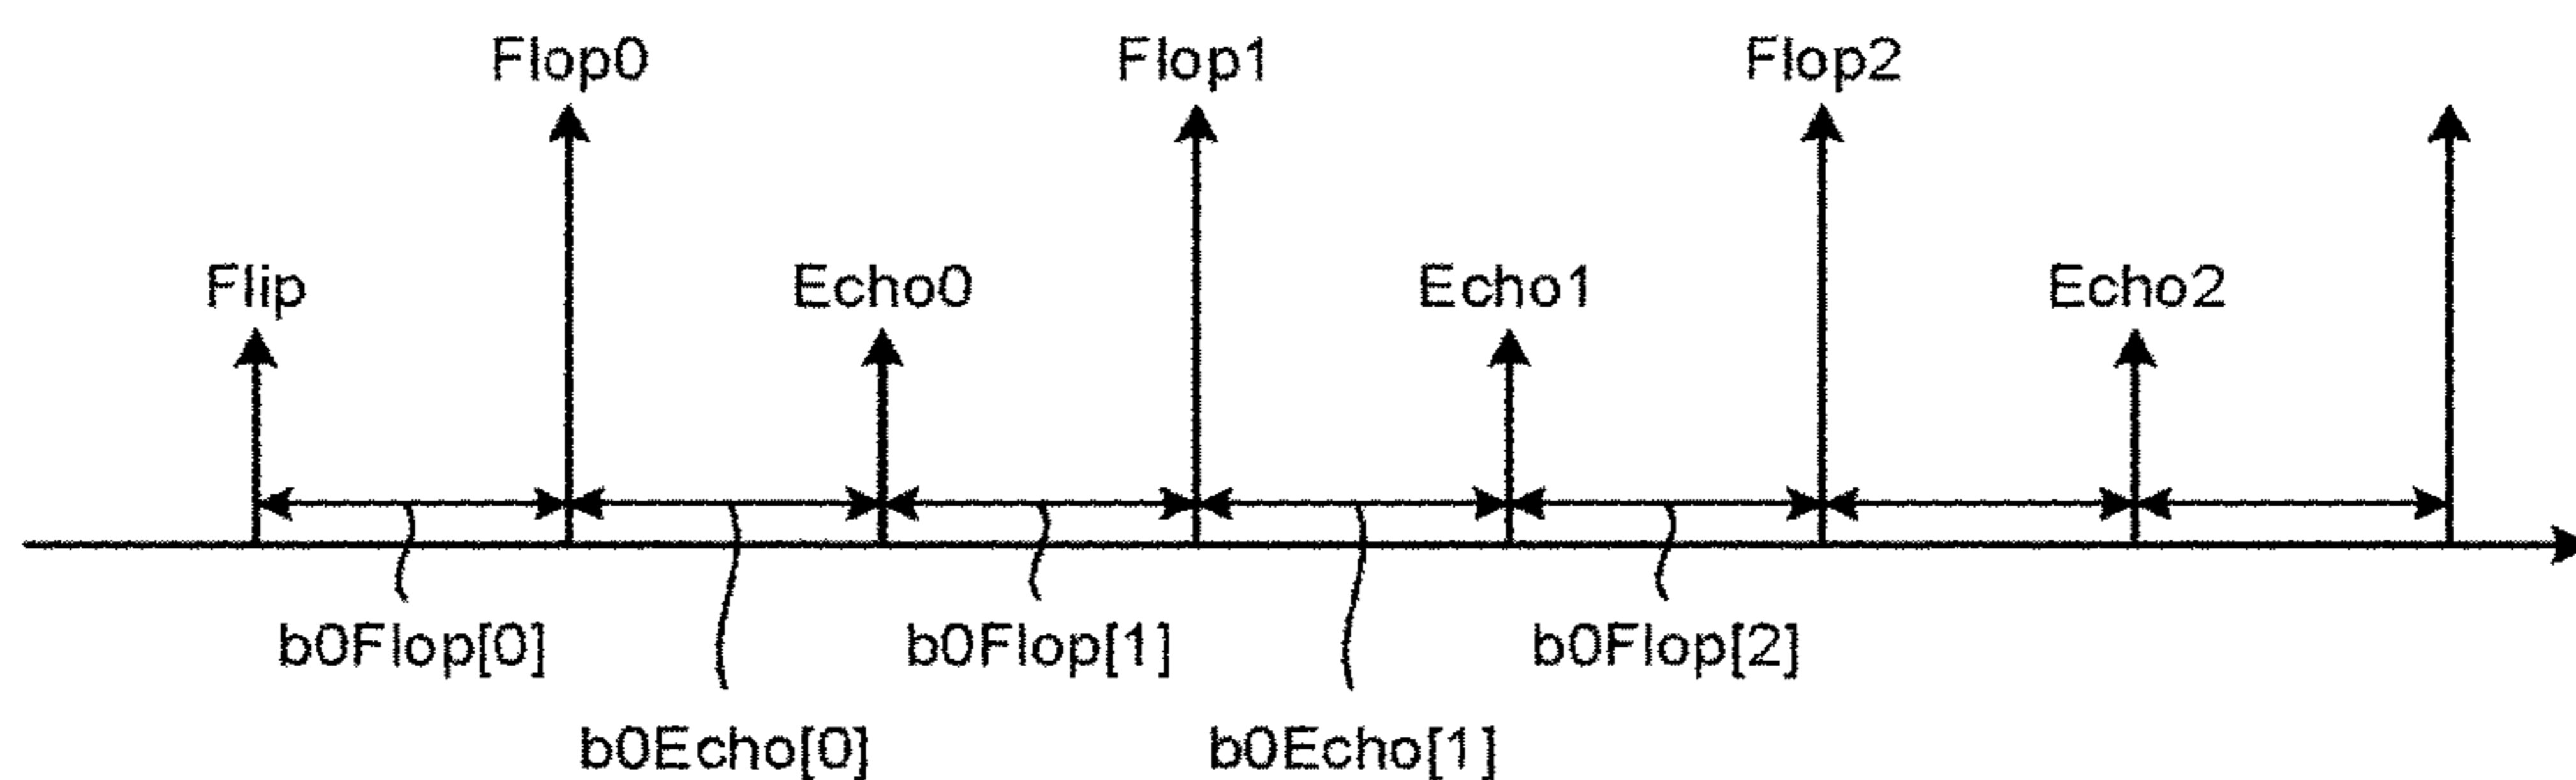 Flop0 Flop1 Flop2
Flip Echo0 Echo1 Echo2
b0Flop[0] b0Flop[1] b0Flop[2]
b0Echo[0] b0Echo[1]